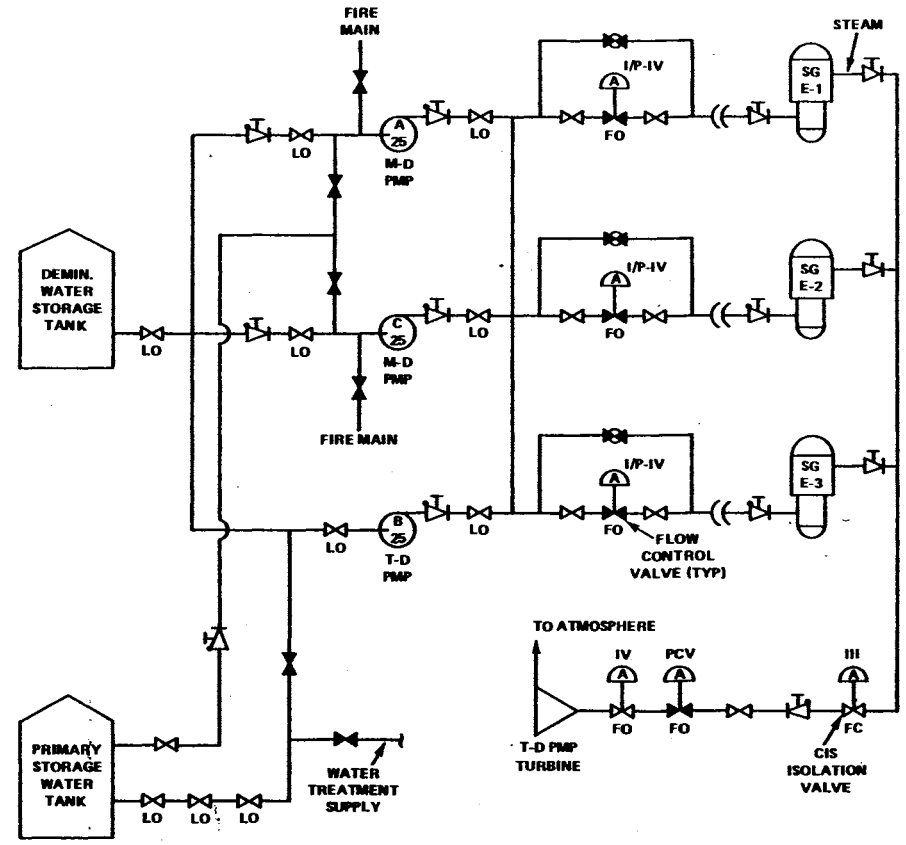 FIRE
MAIN
STEAM
I/P-IV
A
SG
E-1
A
25
LO
LO
FO
M-D
PMP
I/P-IV
A
SG
E-2
DEMIN.
WATER
STORAGE
TANK
C
25
LO
LO
LO
FO
M-D
PMP
FIRE MAIN
I/P-IV
A
SG
E-3
B
25
LO
LO
FO
T-D
PMP
FLOW
CONTROL
VALVE (TYP)
TO ATMOSPHERE
IV
PCV
III
A
A
A
FO
FO
FC
T-D PMP
TURBINE
CIS
ISOLATION
VALVE
PRIMARY
STORAGE
WATER
TANK
WATER
TREATMENT
SUPPLY
LO
LO
LO
T
T
T
T
T
T
T
T
T
T
T
T
T